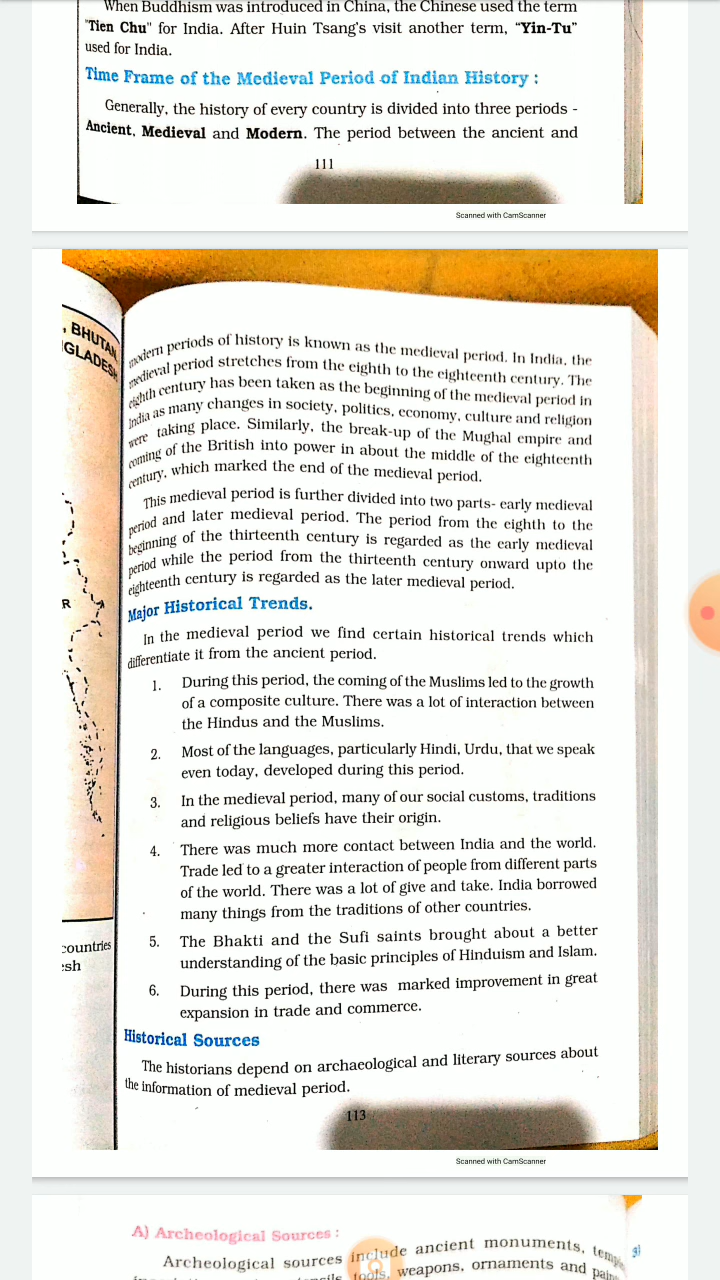 When Buddhism was introduced in China, the Chinese used the term
"Tien Chu" for India. After Huin Tsang's visit another term, "Yin-Tu"
used for India.
Time Frame of the Medieval Period of Indian History :
Generally, the history of every country is divided into three periods -
Ancient, Medieval and Modern. The period between the ancient and
111
Scanned with CamScanner
, BHUTAN
GLADESH
modern periods of history is known as the medieval period. In India, the
medieval period stretches from the eighth to the eighteenth century. The
eighth century has been taken as the beginning of the medieval period in
India as many changes in society, politics, economy, culture and religion
were taking place. Similarly, the break-up of the Mughal empire and
coming of the British into power in about the middle of the eighteenth
century, which marked the end of the medieval period.
This medieval period is further divided into two parts- early medieval
period and later medieval period. The period from the eighth to the
beginning of the thirteenth century is regarded as the early medieval
period while the period from the thirteenth century onward upto the
eighteenth century is regarded as the later medieval period.
R
Major Historical Trends.
In the medieval period we find certain historical trends which
differentiate it from the ancient period.
1. During this period, the coming of the Muslims led to the growth
of a composite culture. There was a lot of interaction between
the Hindus and the Muslims.
2. Most of the languages, particularly Hindi, Urdu, that we speak
even today, developed during this period.
3. In the medieval period, many of our social customs, traditions
and religious beliefs have their origin.
4. There was much more contact between India and the world.
Trade led to a greater interaction of people from different parts
of the world. There was a lot of give and take. India borrowed
many things from the traditions of other countries.
5. The Bhakti and the Sufi saints brought about a better
understanding of the basic principles of Hinduism and Islam.
6. During this period, there was marked improvement in great
expansion in trade and commerce.
countries
esh
Historical Sources
The historians depend on archaeological and literary sources about
the information of medieval period.
113
Scanned with CamScanner
A) Archeological Sources :
Archeological sources include ancient monuments,
tools, weapons, ornaments and